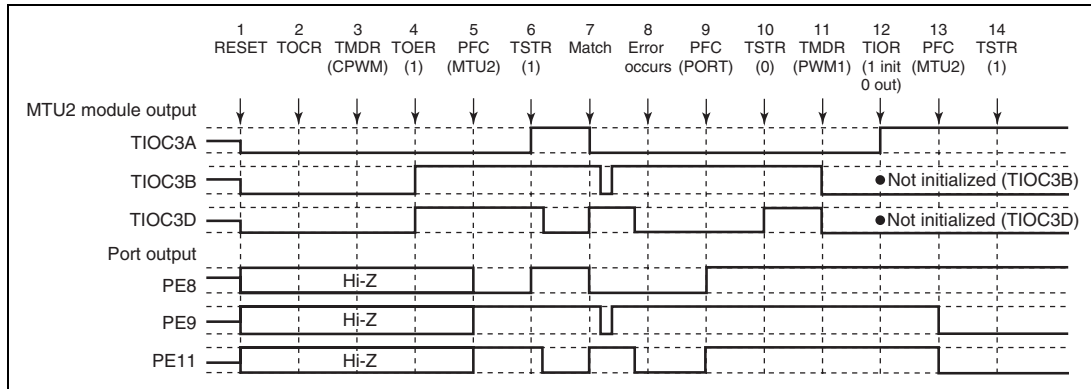 1 2 3 4 5 6 7 8 9 10 11 12 13 14
RESET TOCR TMDR TOER PFC TSTR Match Error PFC TSTR TMDR TIOR PFC TSTR
(CPWM) (1) (MTU2) (1) occurs (PORT) (0) (PWM1) (1 init (MTU2) (1)
0 out)
MTU2 module output
TIOC3A
TIOC3B
● Not initialized (TIOC3B)
TIOC3D
● Not initialized (TIOC3D)
Port output
PE8
Hi-Z
PE9
Hi-Z
PE11
Hi-Z